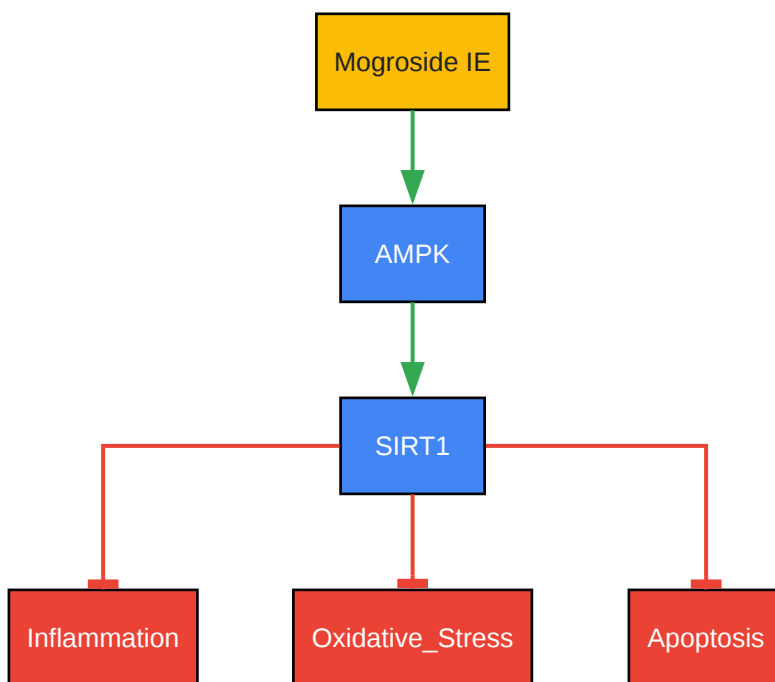 Mogroside IE
AMPK
SIRT1
Inflammation
Oxidative_Stress
Apoptosis